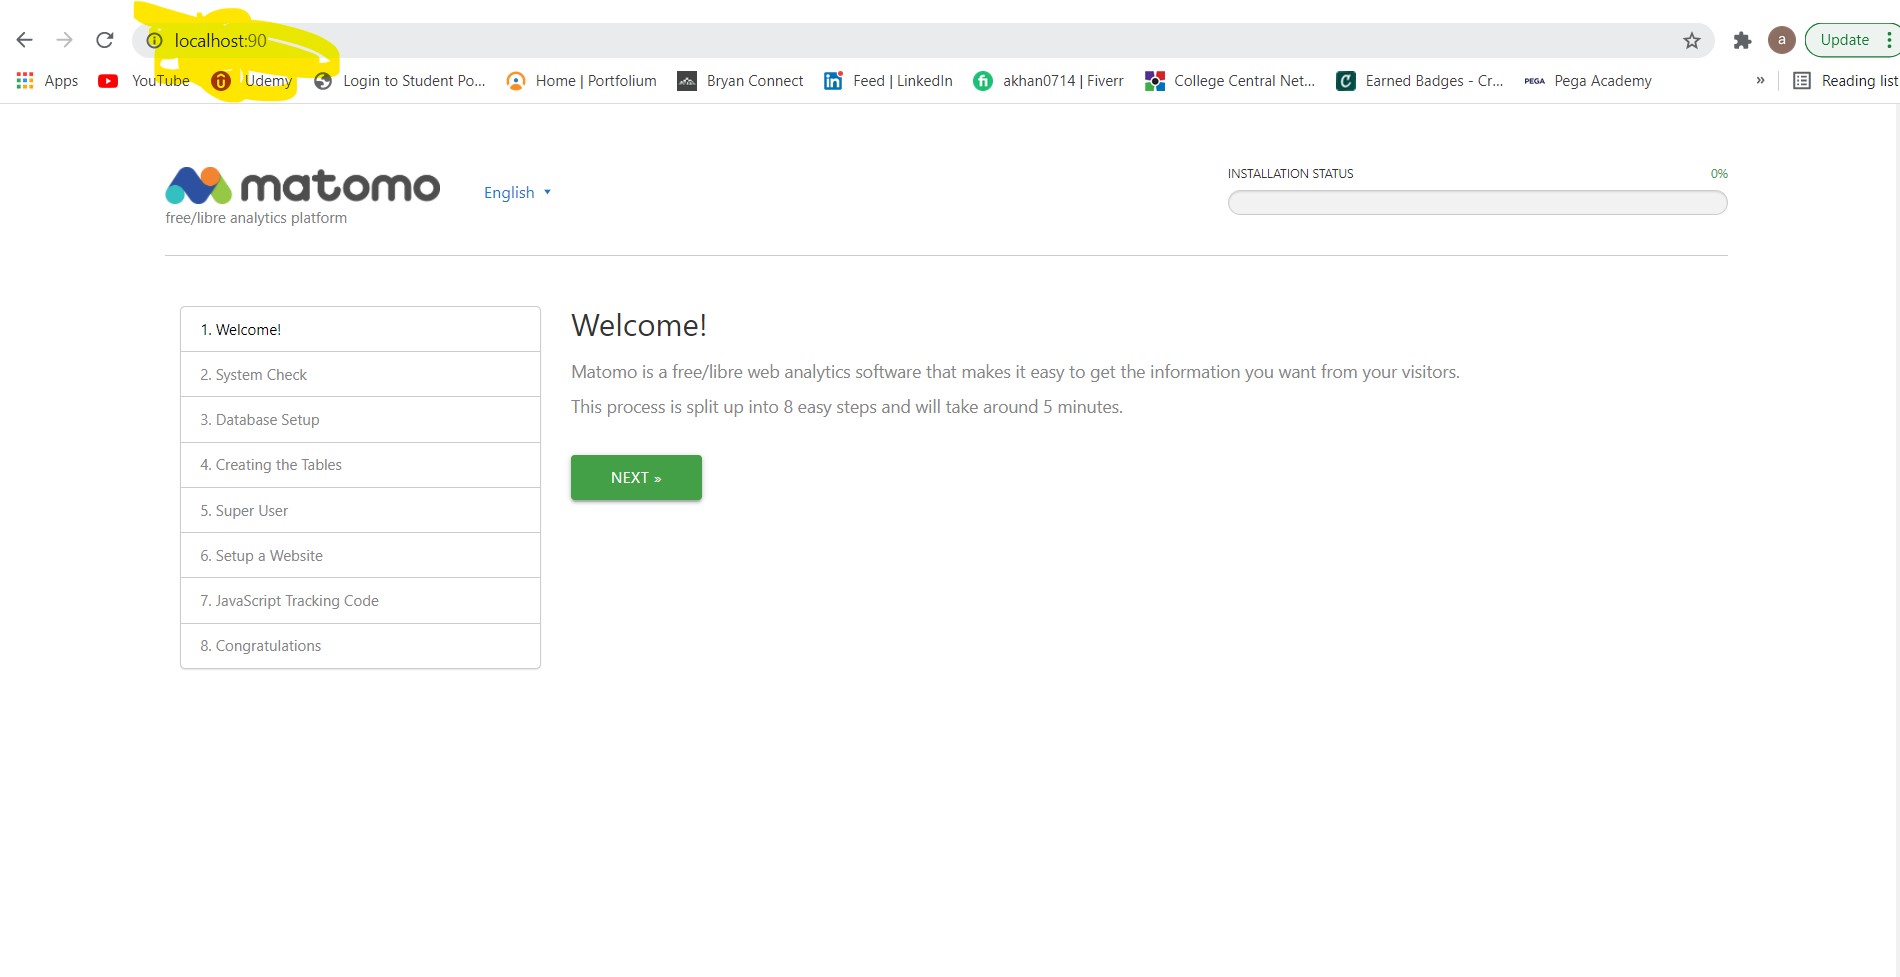 localhost:90
a
Update
Apps
YouTube
Udemy
Login to Student Po...
Home | Portfolium
Bryan Connect
Feed | LinkedIn
akhan0714 | Fiverr
College Central Net...
Earned Badges - Cr...
PEGA Pega Academy
»
Reading list
matomo
free/libre analytics platform
English
INSTALLATION STATUS
0%
1. Welcome!
2. System Check
3. Database Setup
4. Creating the Tables
5. Super User
6. Setup a Website
7. JavaScript Tracking Code
8. Congratulations
Welcome!
Matomo is a free/libre web analytics software that makes it easy to get the information you want from your visitors.
This process is split up into 8 easy steps and will take around 5 minutes.
NEXT »